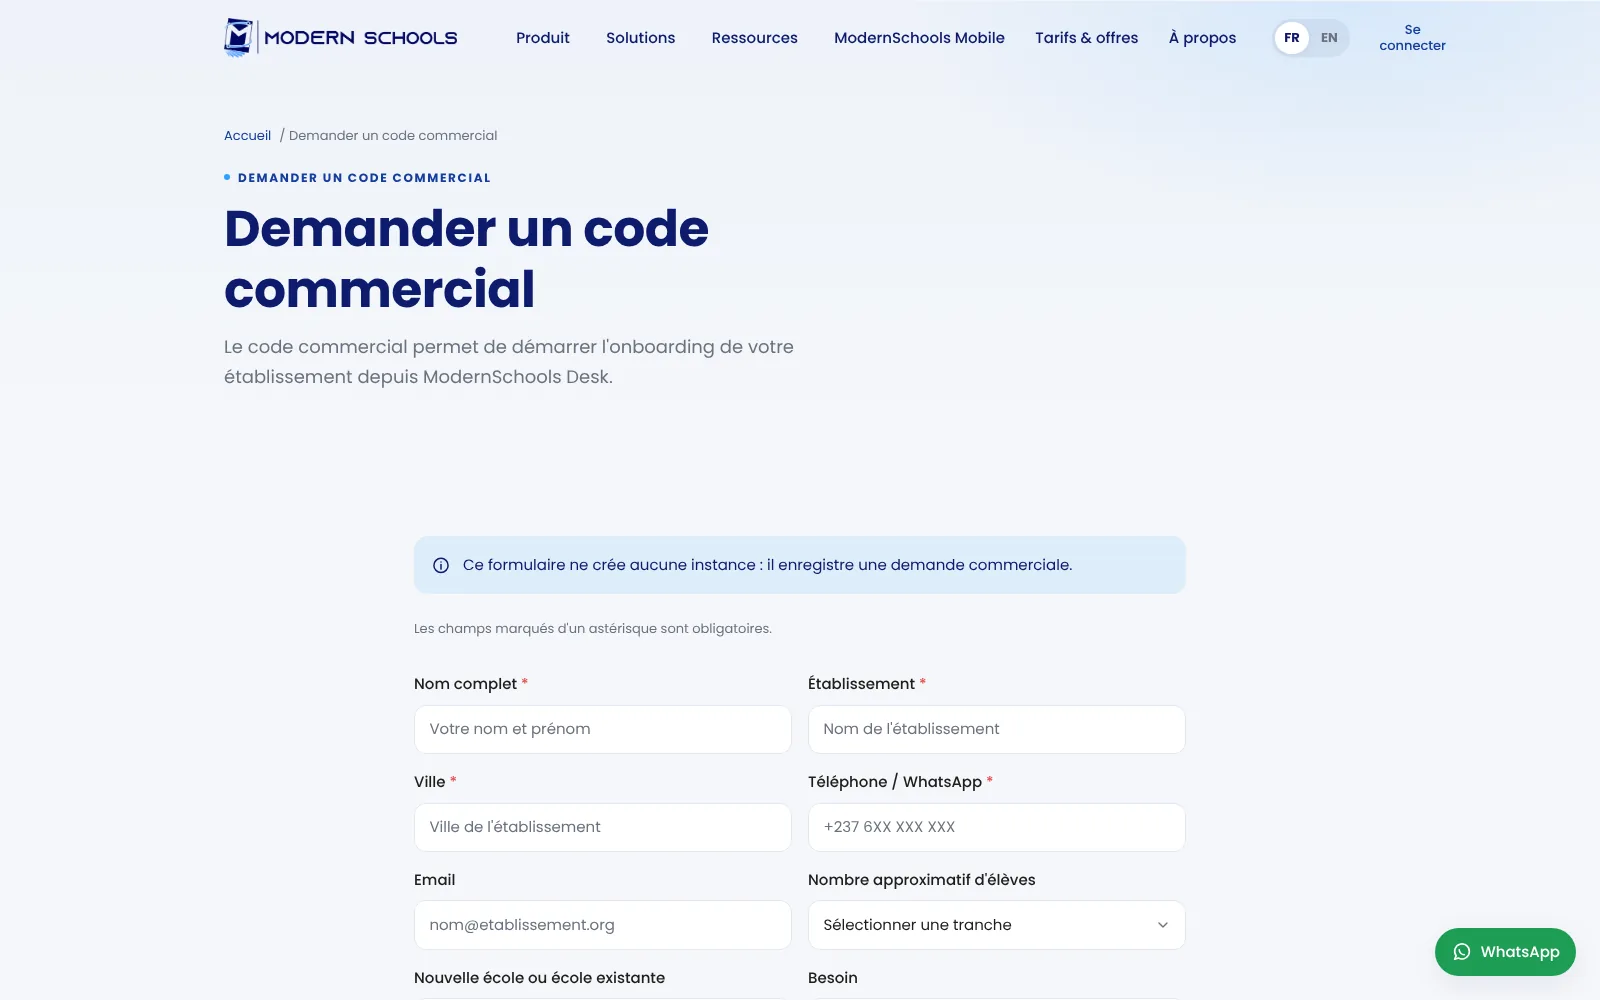 MODERN SCHOOLS
Produit
Solutions
Ressources
ModernSchools Mobile
Tarifs & offres
À propos
FR
EN
Se
connecter
Accueil / Demander un code commercial
DEMANDER UN CODE COMMERCIAL
Demander un code
commercial
Le code commercial permet de démarrer l'onboarding de votre
établissement depuis ModernSchools Desk.
Ce formulaire ne crée aucune instance : il enregistre une demande commerciale.
Les champs marqués d'un astérisque sont obligatoires.
Nom complet *
Établissement *
Votre nom et prénom
Nom de l'établissement
Ville *
Téléphone / WhatsApp *
Ville de l'établissement
+237 6XX XXX XXX
Email
Nombre approximatif d'élèves
nom@etablissement.org
Sélectionner une tranche
WhatsApp
Nouvelle école ou école existante
Besoin